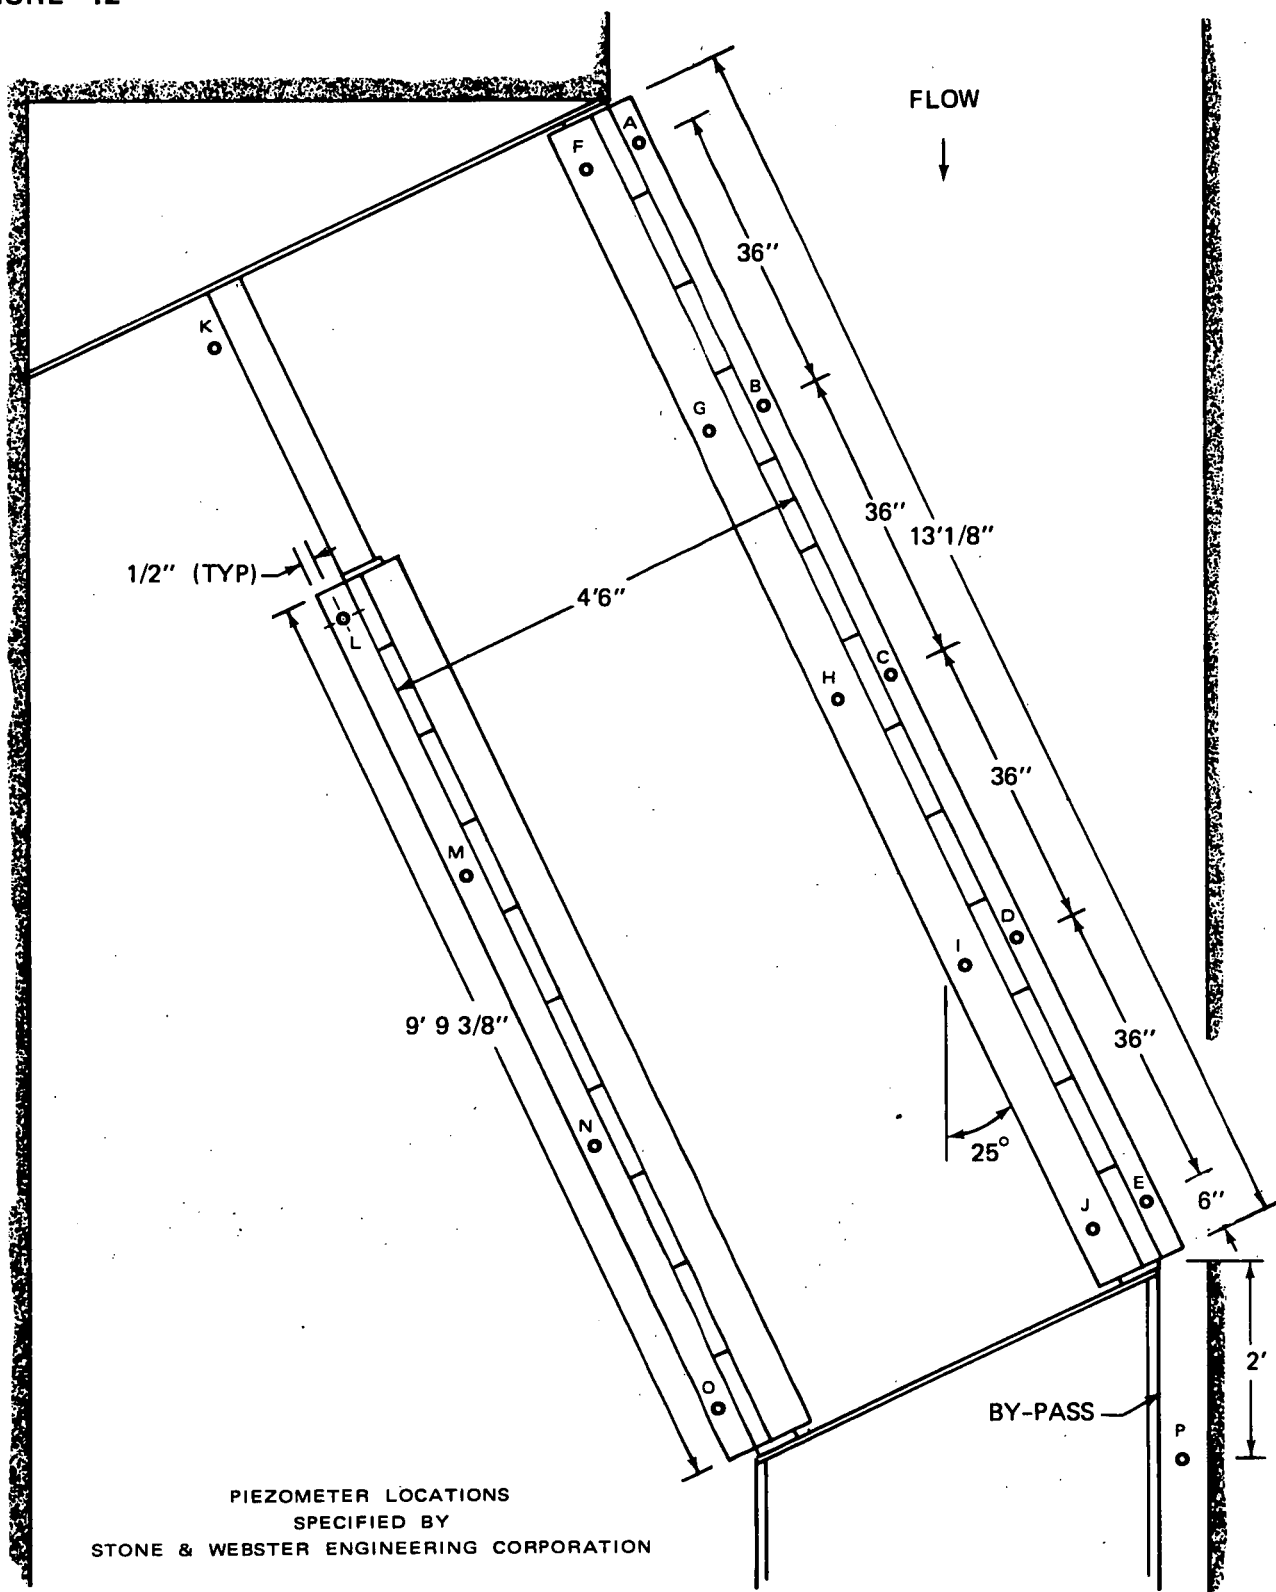 FLOW
A
F
36"
K
B
G
36"
13'1/8"
1/2" (TYP)
4'6"
L
C
H
36"
M
D
I
9' 9 3/8"
36"
N
25°
E
6"
J
2'
O
BY-PASS
P
PIEZOMETER LOCATIONS
SPECIFIED BY
STONE & WEBSTER ENGINEERING CORPORATION